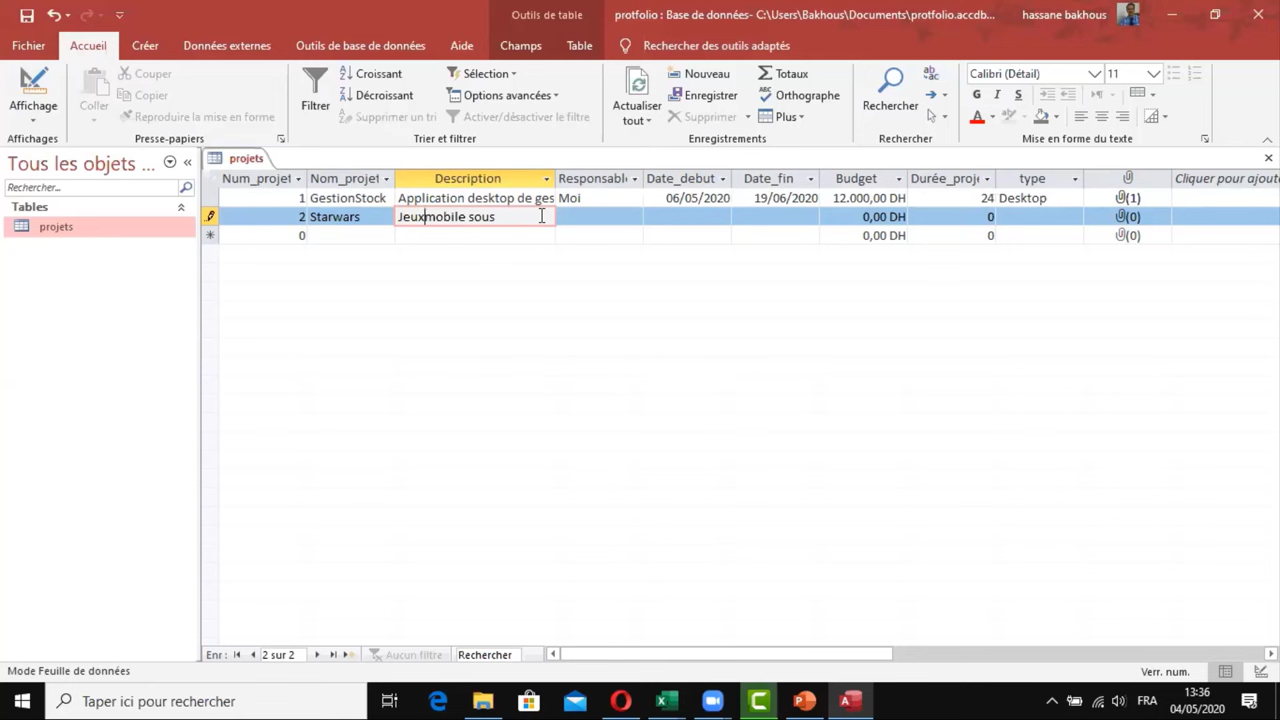 Outils de table
protfolio : Base de données- C:\Users\Bakhous\Documents\protfolio.accdb...
hassane bakhous
Fichier
Accueil
Créer
Données externes
Outils de base de données
Aide
Champs
Table
Rechercher des outils adaptés
Affichage
Coller
Couper
Copier
Reproduire la mise en forme
Filtrer
Croissant
Décroissant
Sélection
Options avancées
Activer/désactiver le filtre
Actualiser tout
Nouveau
Enregistrer
Supprimer
Totaux
Orthographe
Plus
Rechercher
ab
ac
Calibri (Détail)
11
G I S
A
Affichages
Presse-papiers
Trier et filtrer
Enregistrements
Rechercher
Mise en forme du texte
Tous les objets ...
Rechercher...
Tables
projets
projets
Num_projet Nom_projet Description Responsable Date_debut Date_fin Budget Durée_proj type Cliquer pour ajoute
1 GestionStock Application desktop de ges Moi 06/05/2020 19/06/2020 12.000,00 DH 24 Desktop (1)
2 Starwars Jeuxmobile sous 0,00 DH 0 (0)
0 0,00 DH 0 (0)
Enr : 2 sur 2 Aucun filtre Rechercher
Mode Feuille de données
Verr. num.
Taper ici pour rechercher
FRA
13:36
04/05/2020